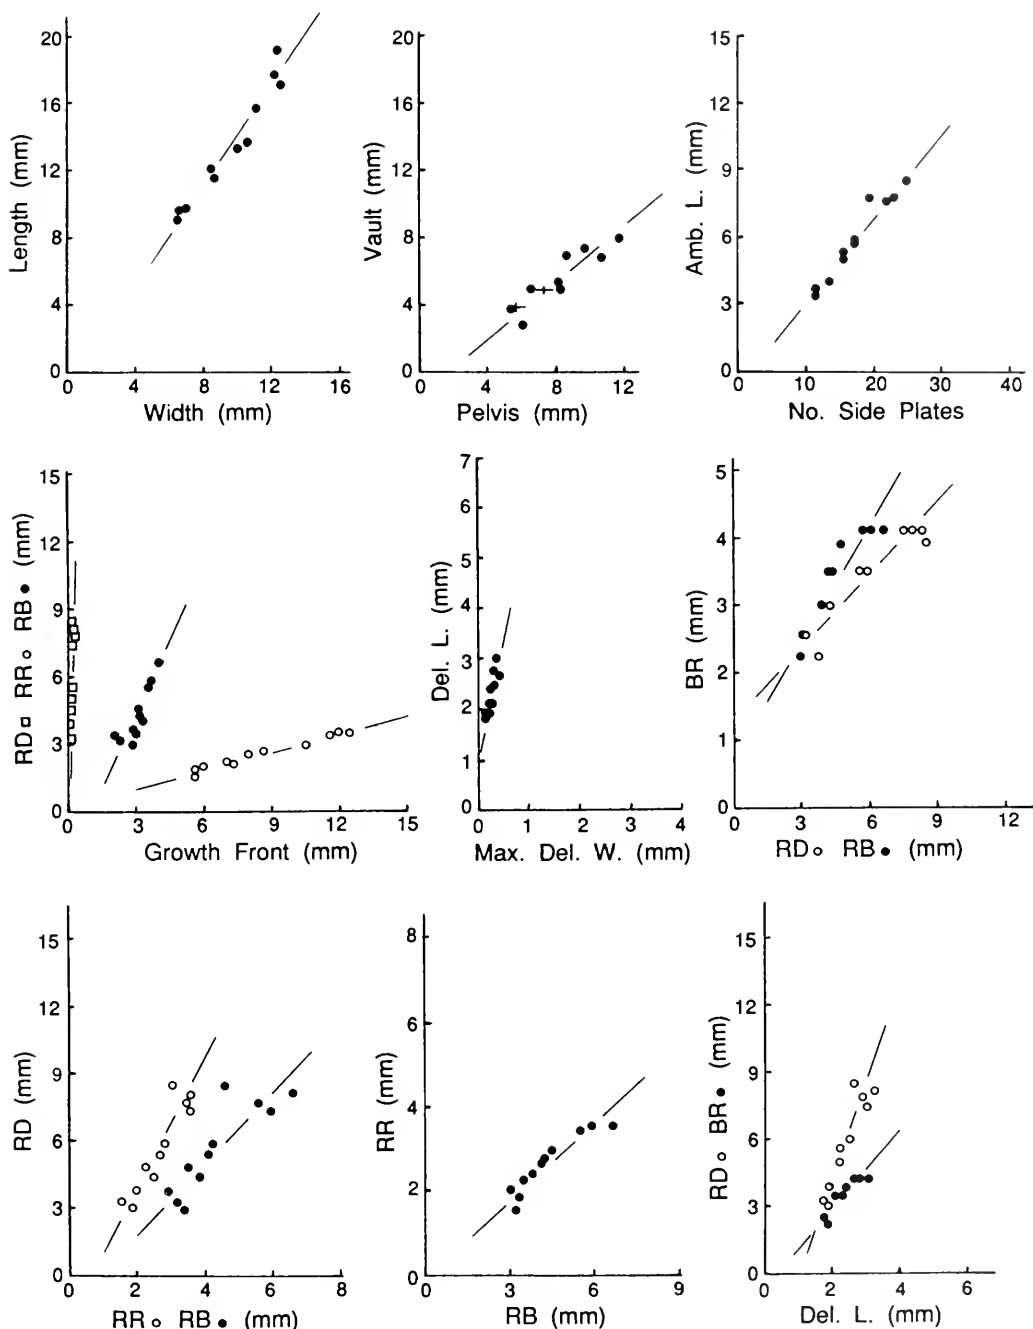 20
16
12
8
4
0
Length (mm)
0 4 8 12 16
Width (mm)
20
16
12
8
4
0
Vault (mm)
0 4 8 12
Pelvis (mm)
15
12
9
6
3
0
Amb. L. (mm)
0 10 20 30 40
No. Side Plates
15
12
9
6
3
0
RD □ RR ○ RB ● (mm)
0 3 6 9 12 15
Growth Front (mm)
7
6
5
4
3
2
1
0
Del. L. (mm)
0 1 2 3 4
Max. Del. W. (mm)
5
4
3
2
1
0
BR (mm)
0 3 6 9 12
RD ○ RB ● (mm)
15
12
9
6
3
0
RD (mm)
0 2 4 6 8
RR ○ RB ● (mm)
8
6
4
2
0
RR (mm)
0 3 6 9
RB (mm)
15
12
9
6
3
0
RD ○ BR ● (mm)
0 2 4 6
Del. L. (mm)